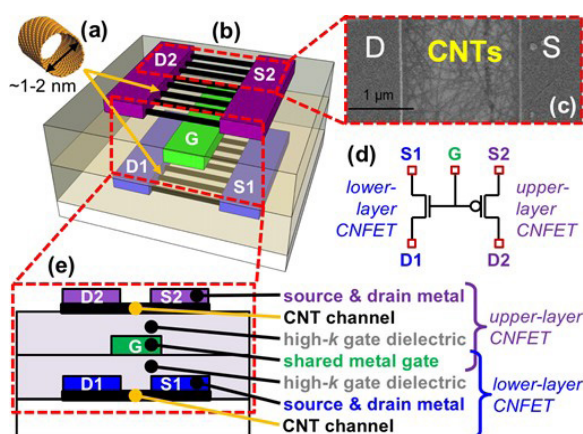 (a)
~1-2 nm
(b)
D2
S2
G
D1
S1
D
CNTs
S
1 µm
(c)
(d)
S1 G S2
lower-
layer
CNFET
upper-
layer
CNFET
D1 D2
(e)
D2 S2
G
D1 S1
source & drain metal
CNT channel
high-k gate dielectric
shared metal gate
high-k gate dielectric
source & drain metal
CNT channel
upper-layer
CNFET
lower-layer
CNFET